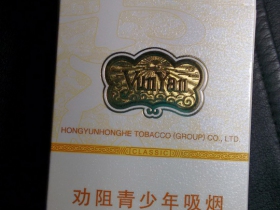 YunYan
HONGYUNHONGHE TOBACCO (GROUP) CO., LTD.
CLASSIC
劝阻青少年吸烟